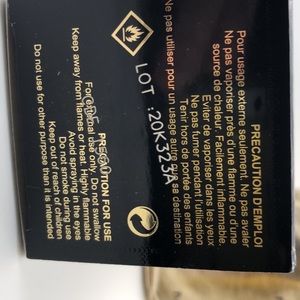 PRECAUTION D'EMPLOI
Pour usage externe seulement. Ne pas avaler
Ne pas vaporiser près d'une flamme ou d'une
source de chaleur. Facilement inflammable.
Eviter de vaporiser dans les yeux
Ne pas fumer pendant l'utilisation
Tenir hors de portée des enfants
Ne pas utiliser pour un usage autre que sa destination
LOT :20K323A
PRECAUTION FOR USE
For external use only. Do not swallow
Keep away from flames or heat. Highly flammable
Avoid spraying in the eyes
Do not smoke during use
Keep out of reach of children
Do not use for other purpose than it is intended